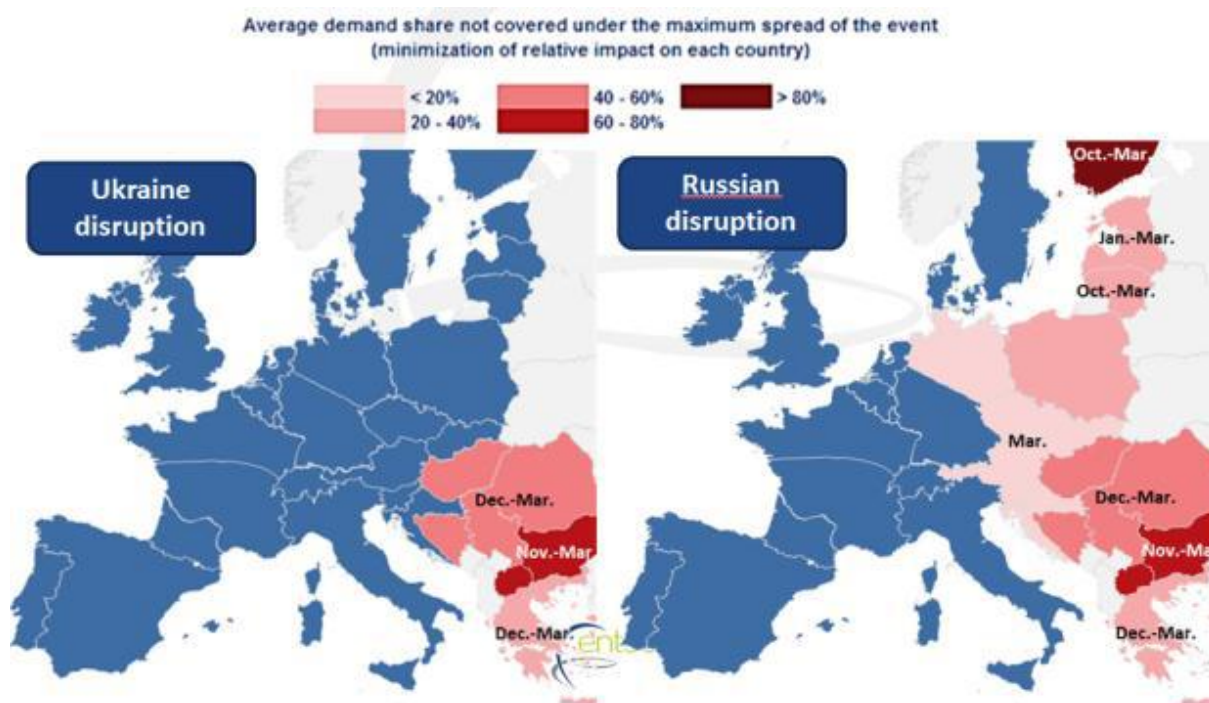 Average demand share not covered under the maximum spread of the event
(minimization of relative impact on each country)
< 20%
40 - 60%
> 80%
20 - 40%
60 - 80%
Ukraine
disruption
Dec.-Mar.
Nov.-Mar
Dec.-Mar.
ents
Russian
disruption
Oct.-Mar.
Jan.-Mar.
Oct.-Mar.
Mar.
Dec.-Mar.
Nov.-Ma
Dec.-Mar.